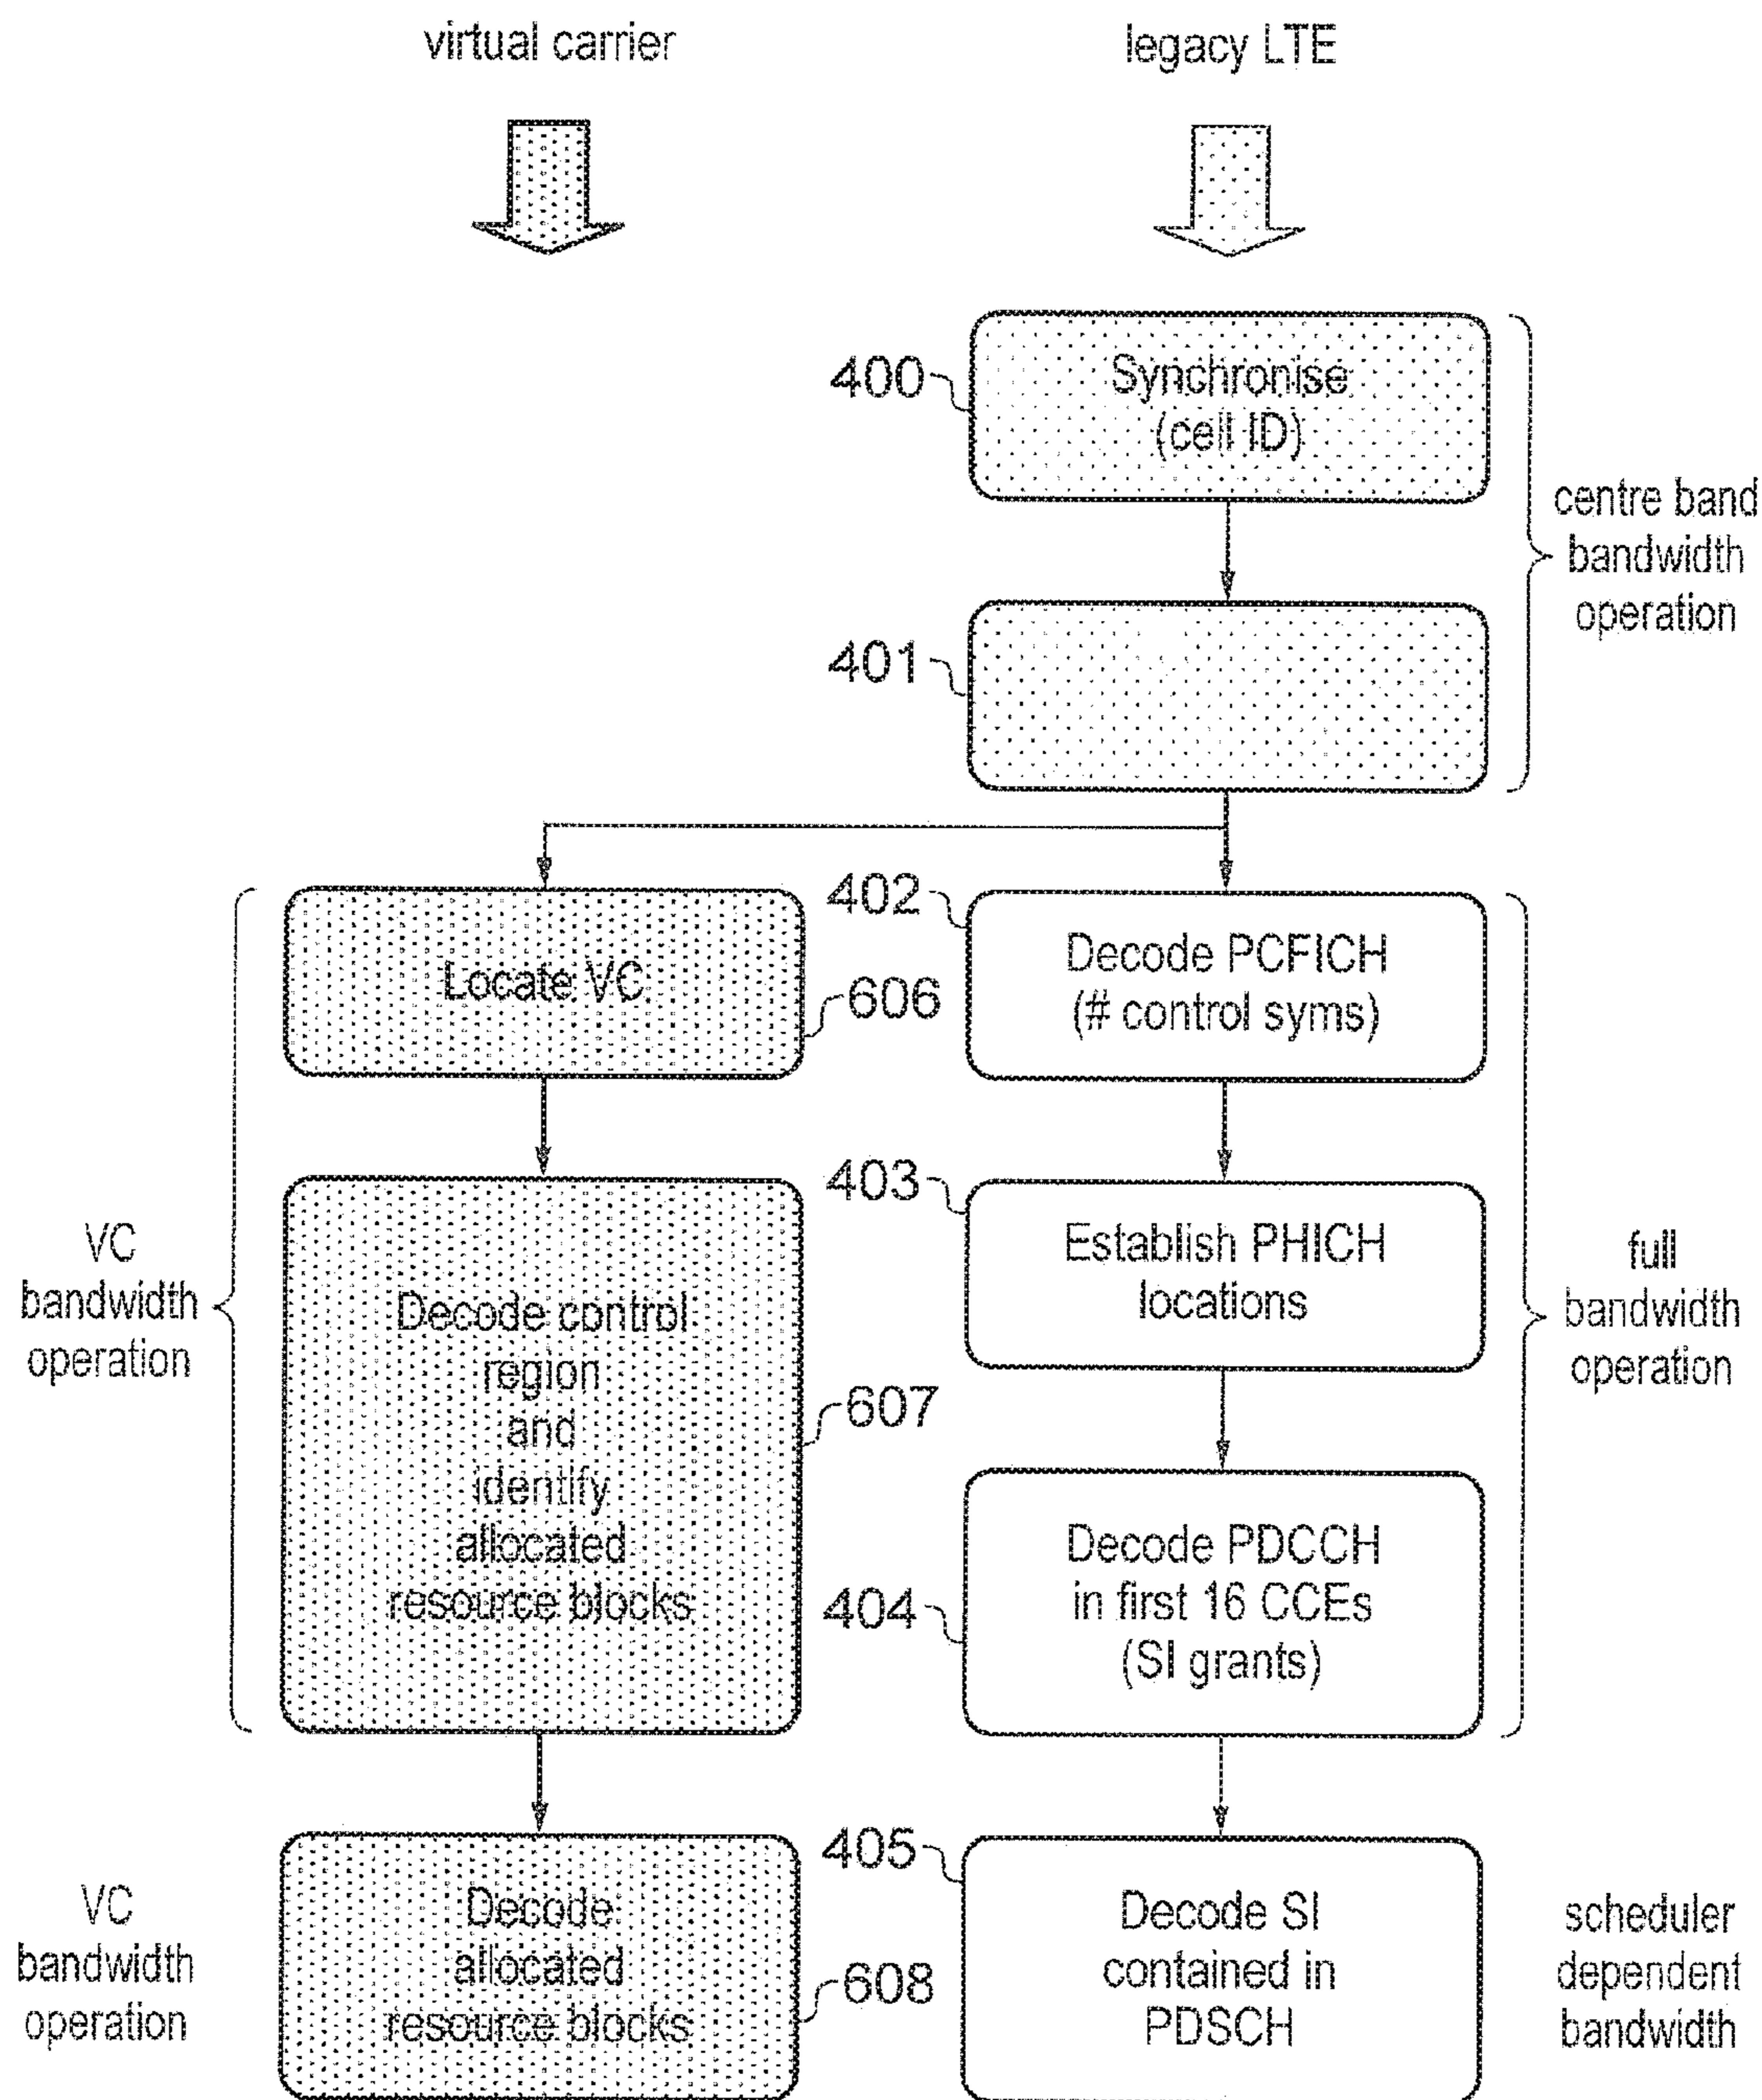 virtual carrier
legacy LTE
400
Synchronise
(cell ID)
centre band
bandwidth
operation
401
402
Locate VC
606
Decode PCFICH
(# control syms)
403
VC
bandwidth
operation
Decode control
region
and
identify
allocated
resource blocks
607
Establish PHICH
locations
full
bandwidth
operation
404
Decode PDCCH
in first 16 CCEs
(SI grants)
405
VC
bandwidth
operation
Decode
allocated
resource blocks
608
Decode SI
contained in
PDSCH
scheduler
dependent
bandwidth